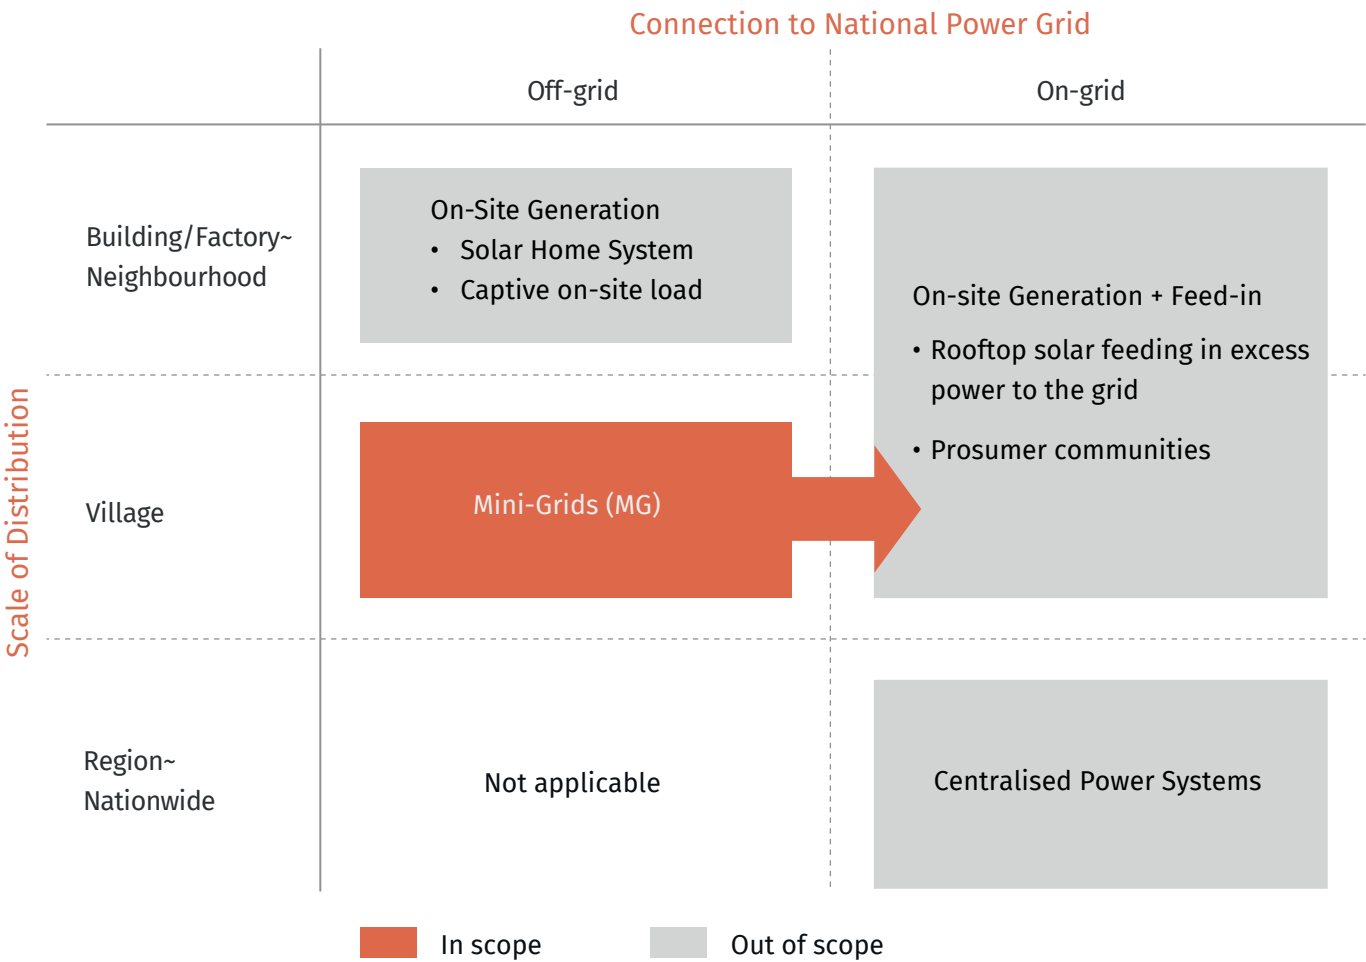 Connection to National Power Grid
Off-grid
On-grid
Scale of Distribution
Building/Factory~
Neighbourhood
On-Site Generation
• Solar Home System
• Captive on-site load
On-site Generation + Feed-in
• Rooftop solar feeding in excess
power to the grid
• Prosumer communities
Village
Mini-Grids (MG)
Region~
Nationwide
Not applicable
Centralised Power Systems
In scope
Out of scope